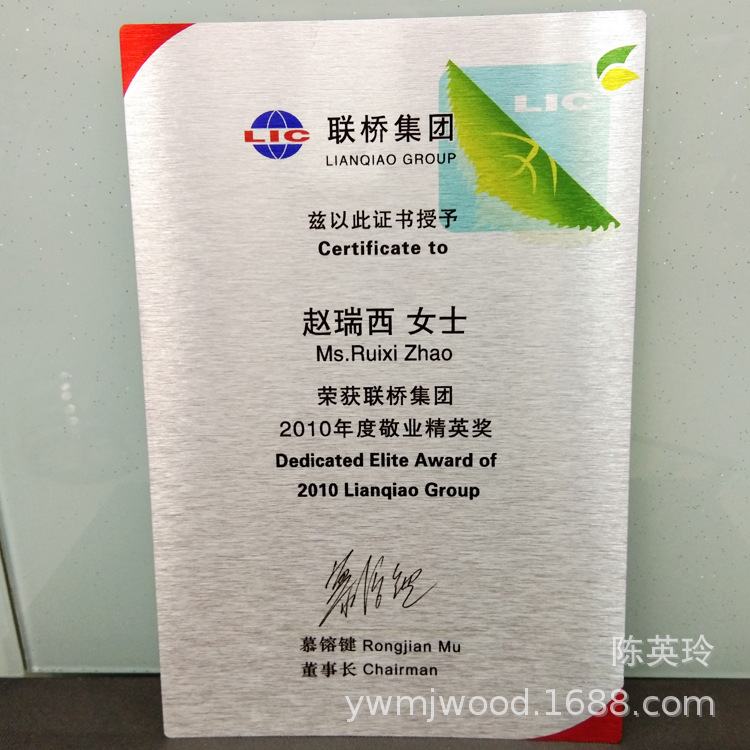 LIC
LIC
联桥集团
LIANQIAO GROUP
兹以此证书授予
Certificate to
赵瑞西 女士
Ms.Ruixi Zhao
荣获联桥集团
2010年度敬业精英奖
Dedicated Elite Award of
2010 Lianqiao Group
慕镕键
慕镕键 Rongjian Mu
董事长 Chairman
陈英玲
ywmjwood.1688.com